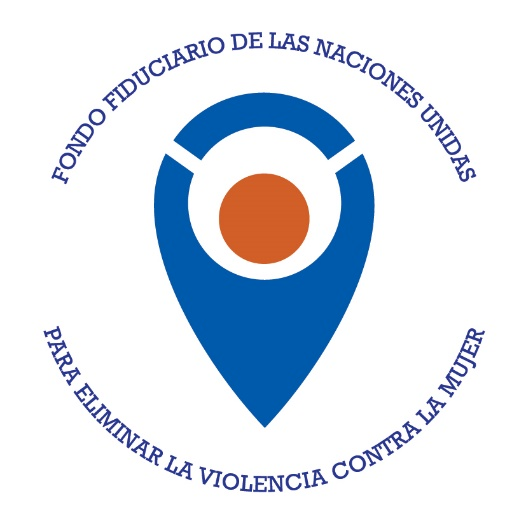 FONDO FIDUCIARIO DE LAS NACIONES UNIDAS
PARA ELIMINAR LA VIOLENCIA CONTRA LA MUJER